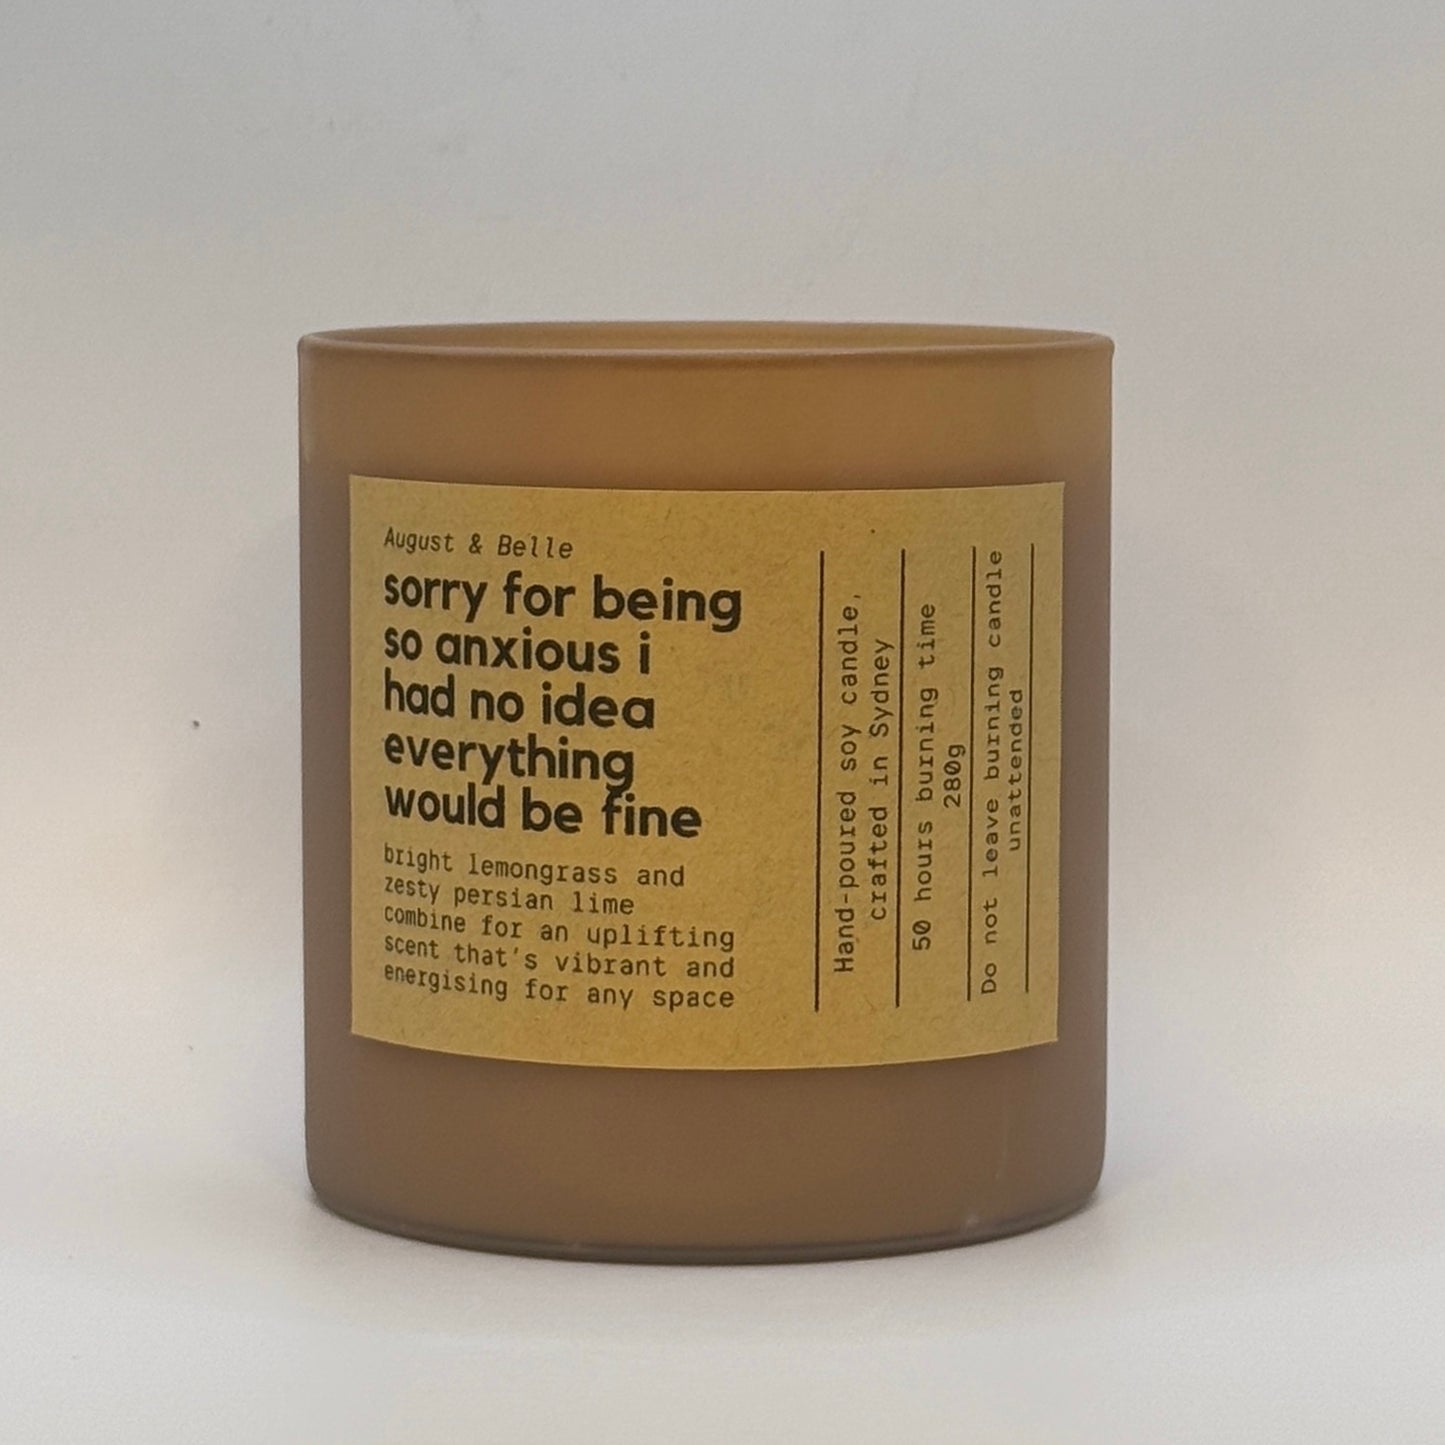 August & Belle
sorry for being
so anxious i
had no idea
everything
would be fine
bright lemongrass and
zesty persian lime
combine for an uplifting
scent that's vibrant and
energising for any space
Hand-poured soy candle,
crafted in Sydney
50 hours burning time
280g
Do not leave burning candle
unattended